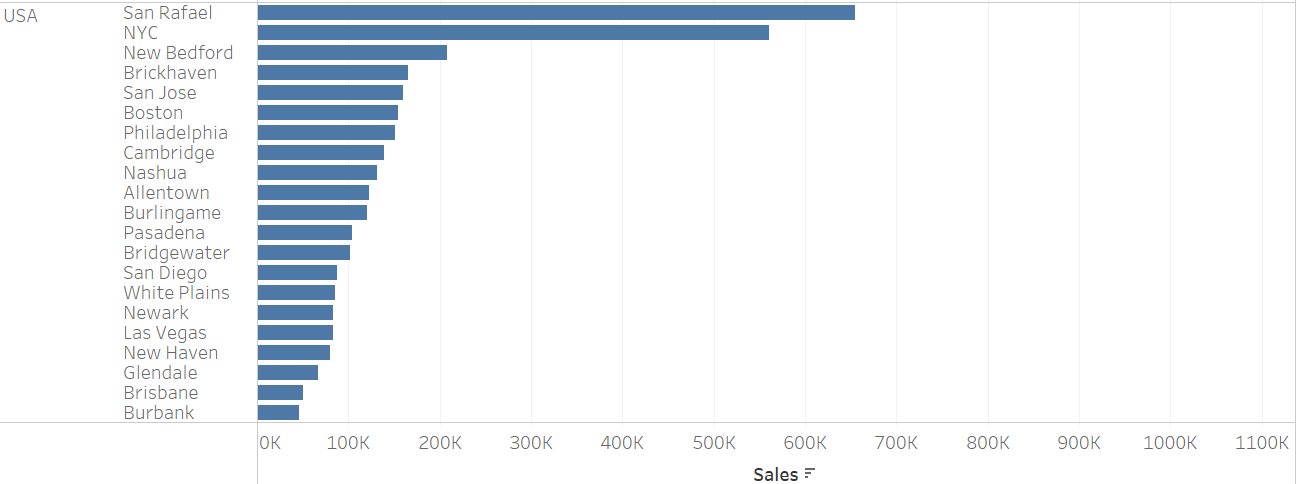 USA
San Rafael
NYC
New Bedford
Brickhaven
San Jose
Boston
Philadelphia
Cambridge
Nashua
Allentown
Burlingame
Pasadena
Bridgewater
San Diego
White Plains
Newark
Las Vegas
New Haven
Glendale
Brisbane
Burbank
0K 100K 200K 300K 400K 500K 600K 700K 800K 900K 1000K 1100K
Sales